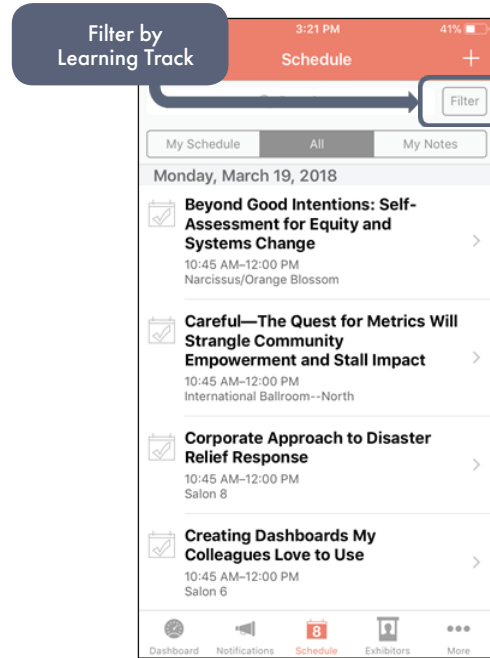 Filter by
Learning Track
3:21 PM
41%
Schedule
+
Filter
My Schedule
All
My Notes
Monday, March 19, 2018
Beyond Good Intentions: Self-
Assessment for Equity and
Systems Change
10:45 AM–12:00 PM
Narcissus/Orange Blossom
Careful—The Quest for Metrics Will
Strangle Community
Empowerment and Stall Impact
10:45 AM–12:00 PM
International Ballroom--North
Corporate Approach to Disaster
Relief Response
10:45 AM–12:00 PM
Salon 8
Creating Dashboards My
Colleagues Love to Use
10:45 AM–12:00 PM
Salon 6
8
Dashboard
Notifications
Schedule
Exhibitors
More